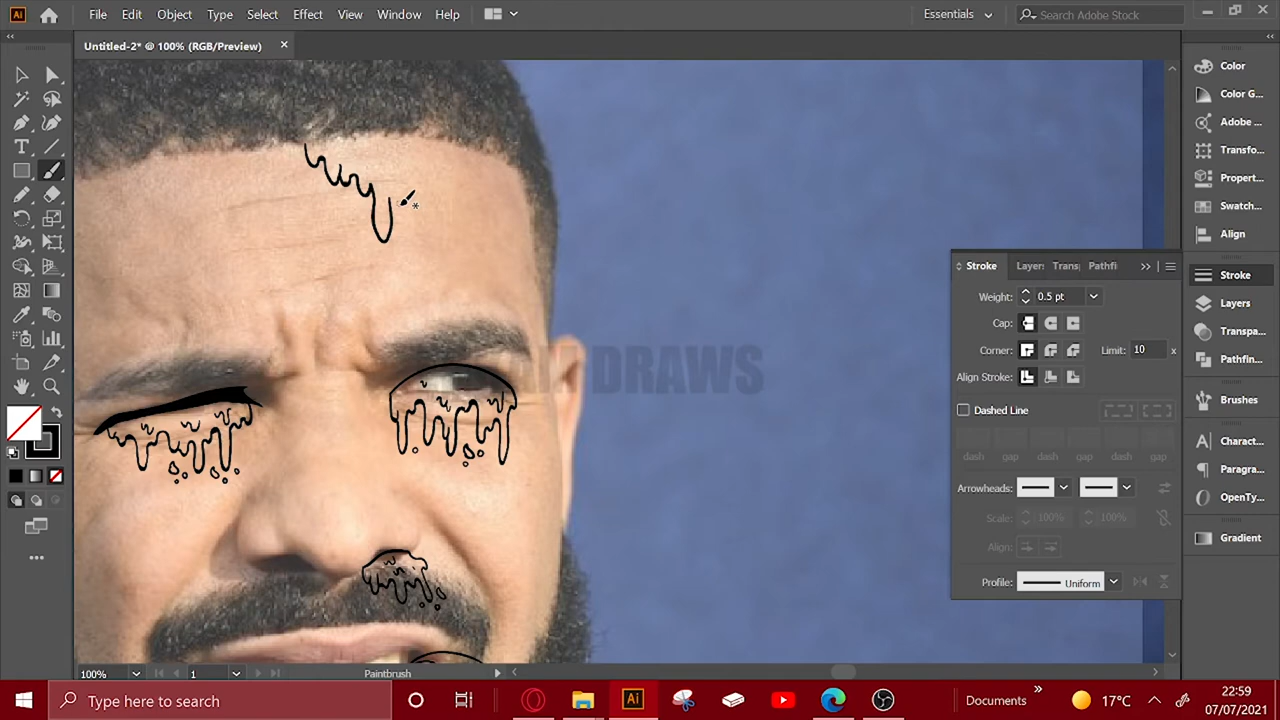 Ai File Edit Object Type Select Effect View Window Help Essentials Search Adobe Stock
Untitled-2* @ 100% (RGB/Preview)
Color
Color G...
Adobe ...
Transfo...
Propert...
Swatch...
Align
Stroke
Layers
Transpa...
Pathfin...
Brushes
Charact...
Paragra...
OpenTy...
Gradient
Stroke Layer: Trans| Pathfi
Weight: 0.5 pt
Cap:
Corner: Limit: 10 x
Align Stroke:
Dashed Line
dash gap dash gap dash gap
Arrowheads:
Scale: 100% 100%
Align:
Profile: Uniform
DRAWS
100% 1 Paintbrush
Type here to search
Ai
Documents
17°C
22:59
07/07/2021